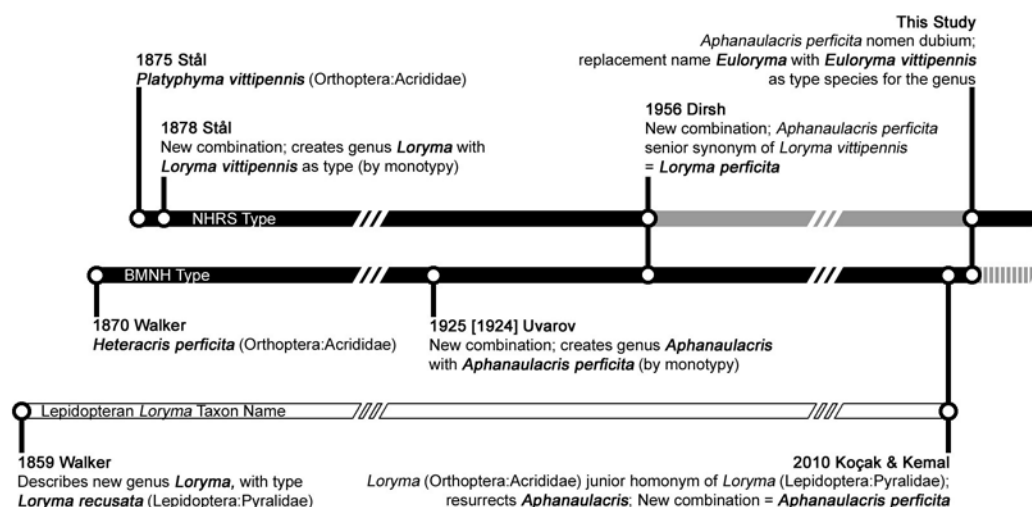 This Study
Aphanaulacris perficita nomen dubium;
replacement name Euloryma with Euloryma vittipennis
as type species for the genus
1875 Stål
Platyphyma vittipennis (Orthoptera:Acrididae)
1878 Stål
New combination; creates genus Loryma with
Loryma vittipennis as type (by monotypy)
1956 Dirsh
New combination; Aphanaulacris perficita
senior synonym of Loryma vittipennis
= Loryma perficita
NHRS Type
BMNH Type
1870 Walker
Heteracris perficita (Orthoptera:Acrididae)
1925 [1924] Uvarov
New combination; creates genus Aphanaulacris
with Aphanaulacris perficita (by monotypy)
Lepidopteran Loryma Taxon Name
1859 Walker
Describes new genus Loryma, with type
Loryma recusata (Lepidoptera:Pyralidae)
2010 Koçak & Kemal
Loryma (Orthoptera:Acrididae) junior homonym of Loryma (Lepidoptera:Pyralidae);
resurrects Aphanaulacris; New combination = Aphanaulacris perficita